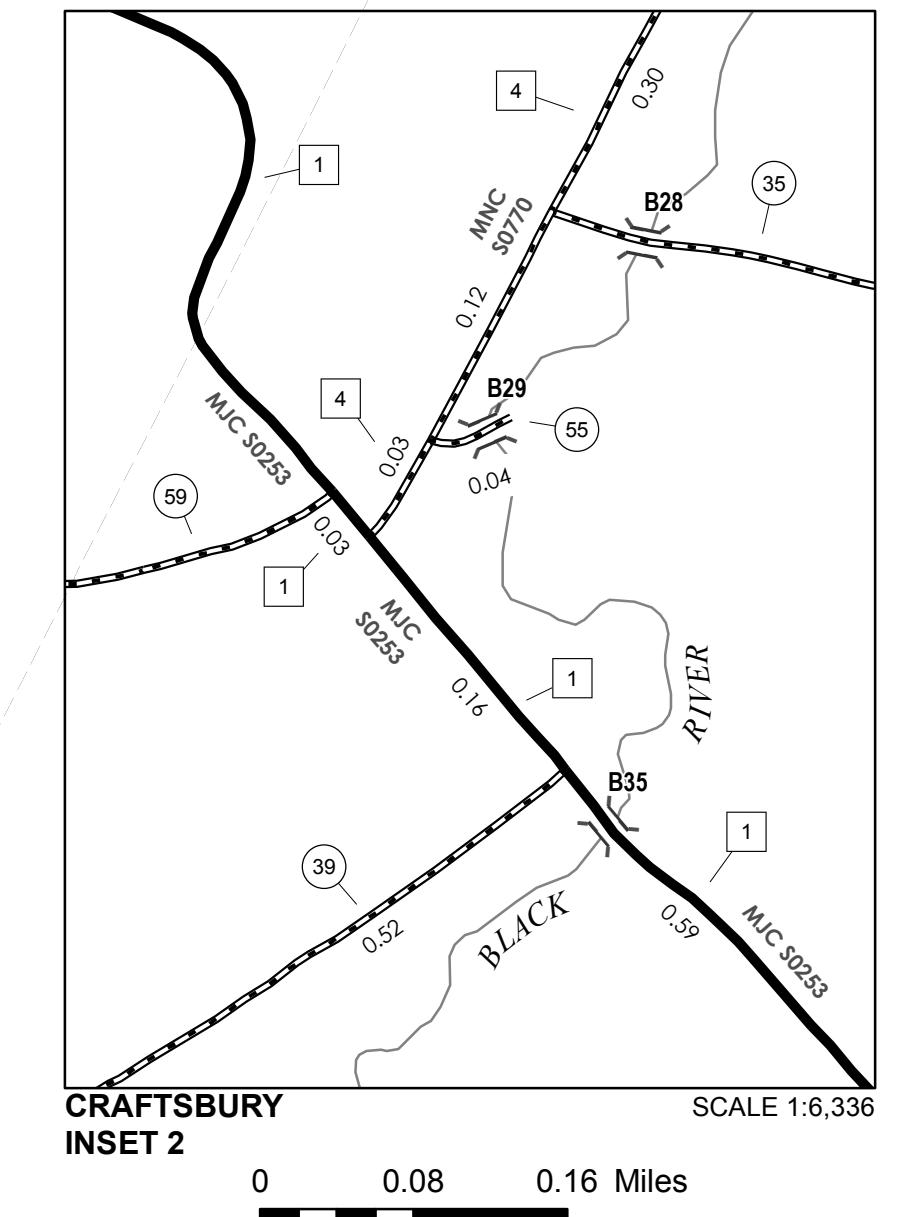 4
0.30
1
35
B28
MNC
S0770
0.12
4
B29
55
MJC S0253
0.03
0.04
59
0.03
1
MJC
S0253
1
0.16
RIVER
B35
1
39
0.52
BLACK
0.59
MJC S0253
CRAFTSBURY
INSET 2
SCALE 1:6,336
0 0.08 0.16 Miles